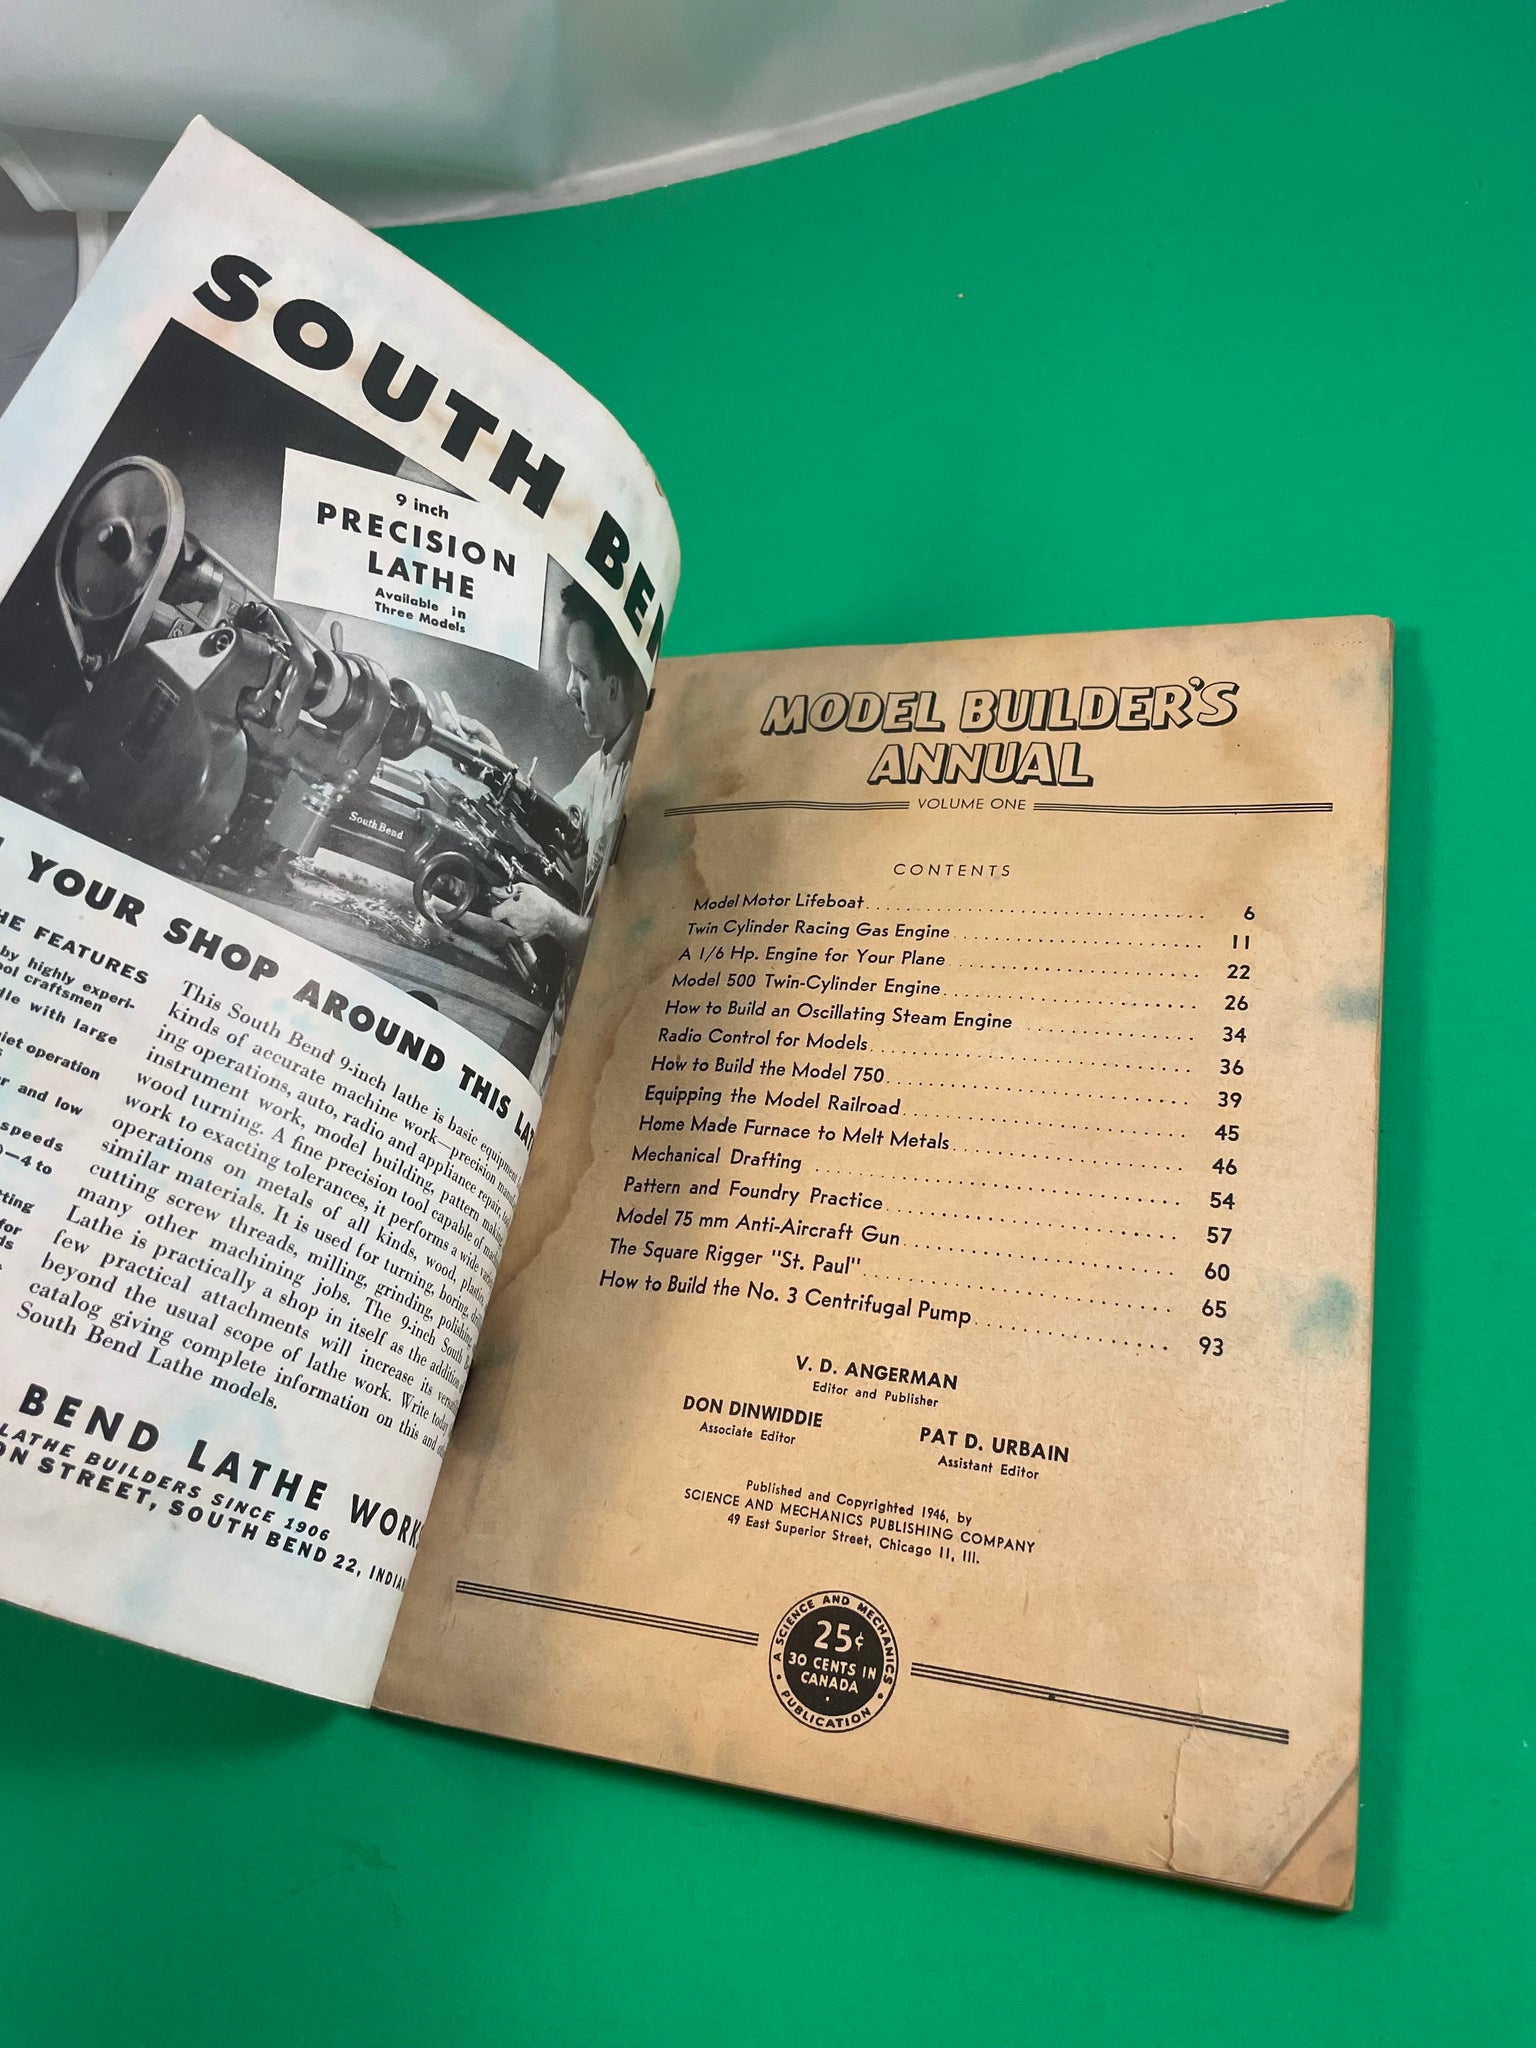 SOUTH
9 inch
PRECISION
LATHE
Available in
Three Models
South Bend
YOUR SHOP AROUND THIS
FEATURES
by highly experi-
craftsmen
with large
operation
and low
speeds
4 to
for
This South Bend 9-inch lathe is basic equipment
kinds of accurate machine work—precision
ing operations, auto, radio and appliance repair,
instrument work, model building, pattern making
wood turning. A fine precision tool capable of
work to exacting tolerances, it performs a wide
operations on metals of all kinds, wood, plastics,
similar materials. It is used for turning, boring,
cutting screw threads, milling, grinding, polishing
many other machining jobs. The 9-inch South
Lathe is practically a shop in itself as the addition
few practical attachments will increase its
beyond the usual scope of lathe work. Write today
catalog giving complete information on this and
South Bend Lathe models.
BEND LATHE WORKS
LATHE BUILDERS SINCE 1906
STREET, SOUTH BEND 22,
MODEL BUILDER'S
ANNUAL
VOLUME ONE
CONTENTS
Model Motor Lifeboat 6
Twin Cylinder Racing Gas Engine 11
A 1/6 Hp. Engine for Your Plane 22
Model 500 Twin-Cylinder Engine 26
How to Build an Oscillating Steam Engine 34
Radio Control for Models 36
How to Build the Model 750 39
Equipping the Model Railroad 45
Home Made Furnace to Melt Metals 46
Mechanical Drafting 54
Pattern and Foundry Practice 57
Model 75 mm Anti-Aircraft Gun 60
The Square Rigger "St. Paul" 65
How to Build the No. 3 Centrifugal Pump 93
V. D. ANGERMAN
Editor and Publisher
DON DINWIDDIE
Associate Editor
PAT D. URBAIN
Assistant Editor
Published and Copyrighted 1946, by
SCIENCE AND MECHANICS PUBLISHING COMPANY
49 East Superior Street, Chicago 11, Ill.
A SCIENCE AND MECHANICS
25¢
30 CENTS IN
CANADA
PUBLICATION